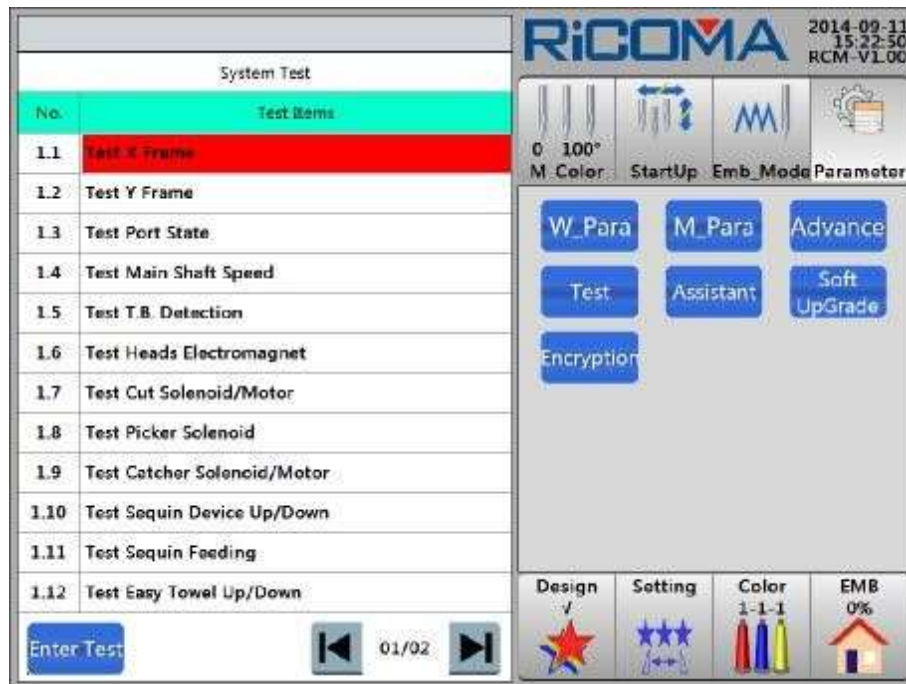 System Test
No. Test Items
1.1 Test X Frame
1.2 Test Y Frame
1.3 Test Port State
1.4 Test Main Shaft Speed
1.5 Test T.B. Detection
1.6 Test Heads Electromagnet
1.7 Test Cut Solenoid/Motor
1.8 Test Picker Solenoid
1.9 Test Catcher Solenoid/Motor
1.10 Test Sequin Device Up/Down
1.11 Test Sequin Feeding
1.12 Test Easy Towel Up/Down
Enter Test 01/02
RiCOMA
2014-09-11
15:22:50
RCM-V1.00
0 100°
M Color StartUp Emb_Mode Parameter
W_Para M_Para Advance
Test Assistant Soft
UpGrade
Encryption
Design Setting Color EMB
√ 1-1-1 0%